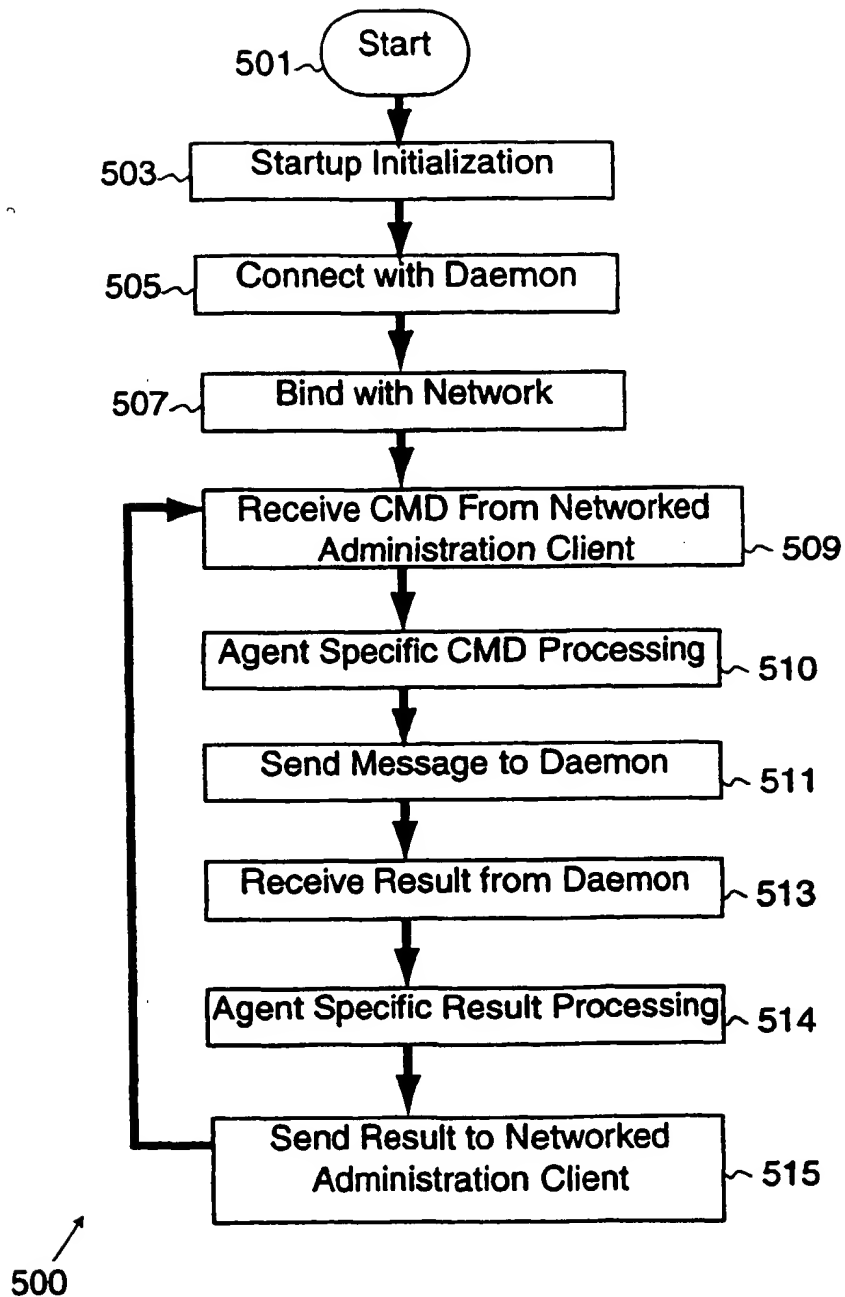 Start
501
Startup Initialization
503
Connect with Daemon
505
Bind with Network
507
Receive CMD From Networked
Administration Client
509
Agent Specific CMD Processing
510
Send Message to Daemon
511
Receive Result from Daemon
513
Agent Specific Result Processing
514
Send Result to Networked
Administration Client
515
500